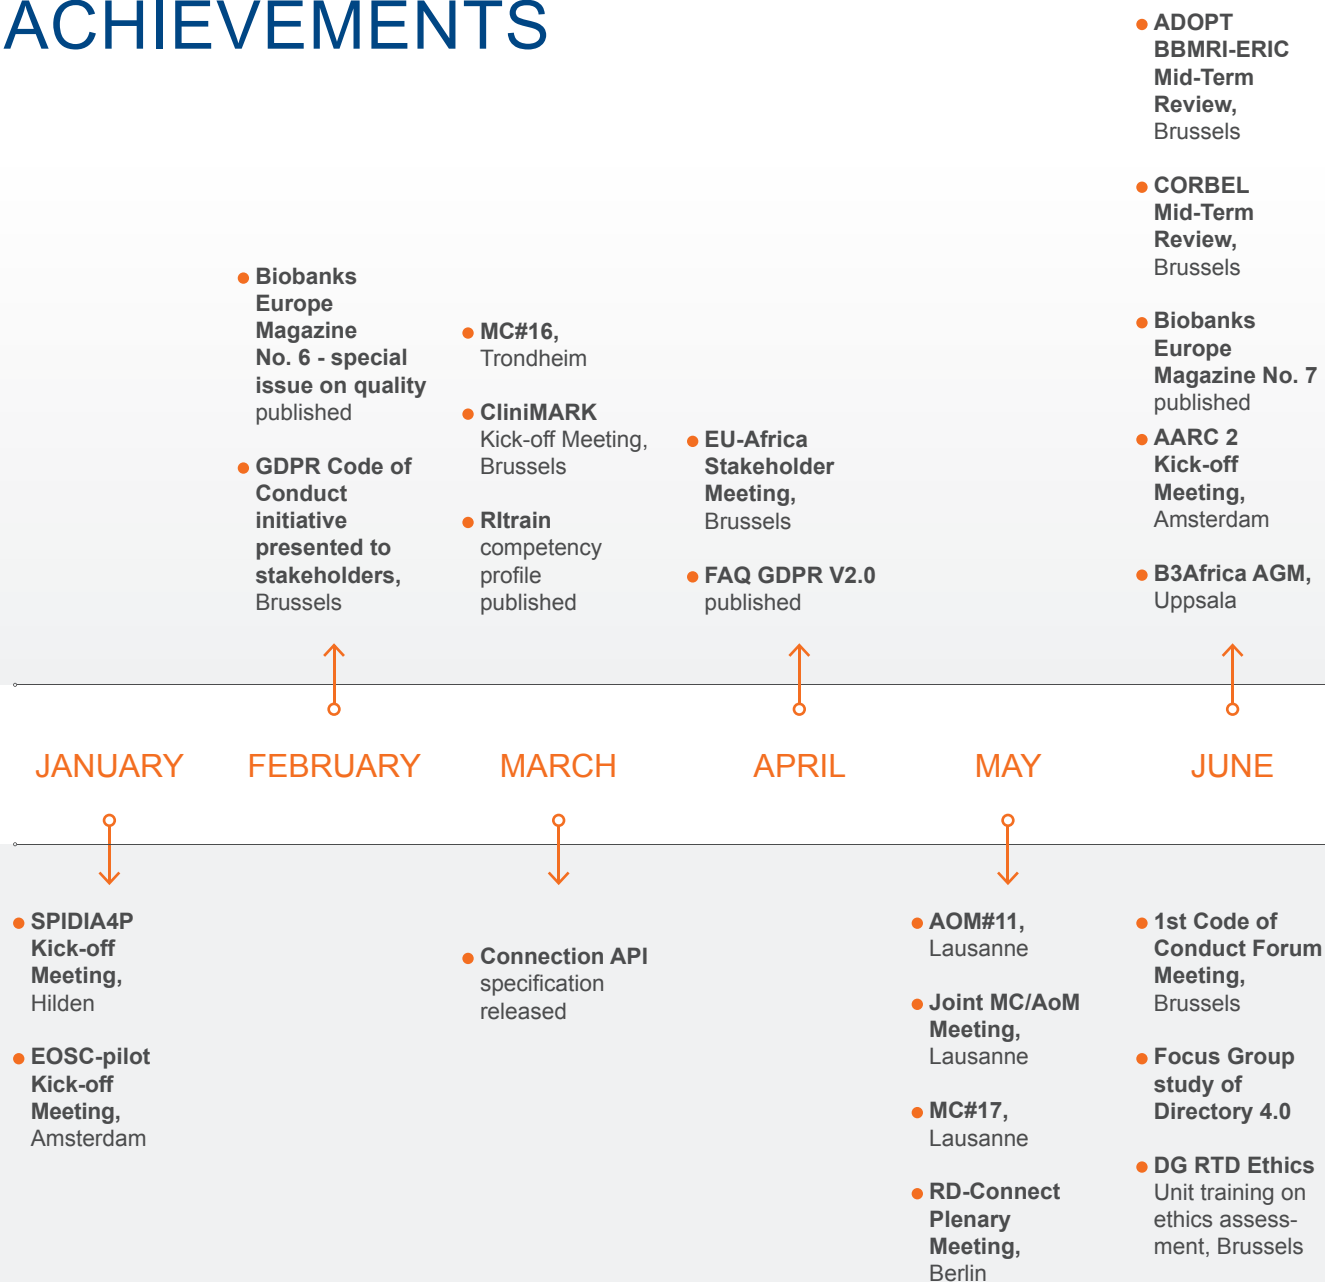 ACHIEVEMENTS
Biobanks
Europe
Magazine
No. 6 - special
issue on quality
published
GDPR Code of
Conduct
initiative
presented to
stakeholders,
Brussels
MC#16,
Trondheim
CliniMARK
Kick-off Meeting,
Brussels
RItrain
competency
profile
published
EU-Africa
Stakeholder
Meeting,
Brussels
FAQ GDPR V2.0
published
ADOPT
BBMRI-ERIC
Mid-Term
Review,
Brussels
CORBEL
Mid-Term
Review,
Brussels
Biobanks
Europe
Magazine No. 7
published
AARC 2
Kick-off
Meeting,
Amsterdam
B3Africa AGM,
Uppsala
JANUARY
FEBRUARY
MARCH
APRIL
MAY
JUNE
SPIDIA4P
Kick-off
Meeting,
Hilden
EOSC-pilot
Kick-off
Meeting,
Amsterdam
Connection API
specification
released
AOM#11,
Lausanne
Joint MC/AoM
Meeting,
Lausanne
MC#17,
Lausanne
RD-Connect
Plenary
Meeting,
Berlin
1st Code of
Conduct Forum
Meeting,
Brussels
Focus Group
study of
Directory 4.0
DG RTD Ethics
Unit training on
ethics assess-
ment, Brussels